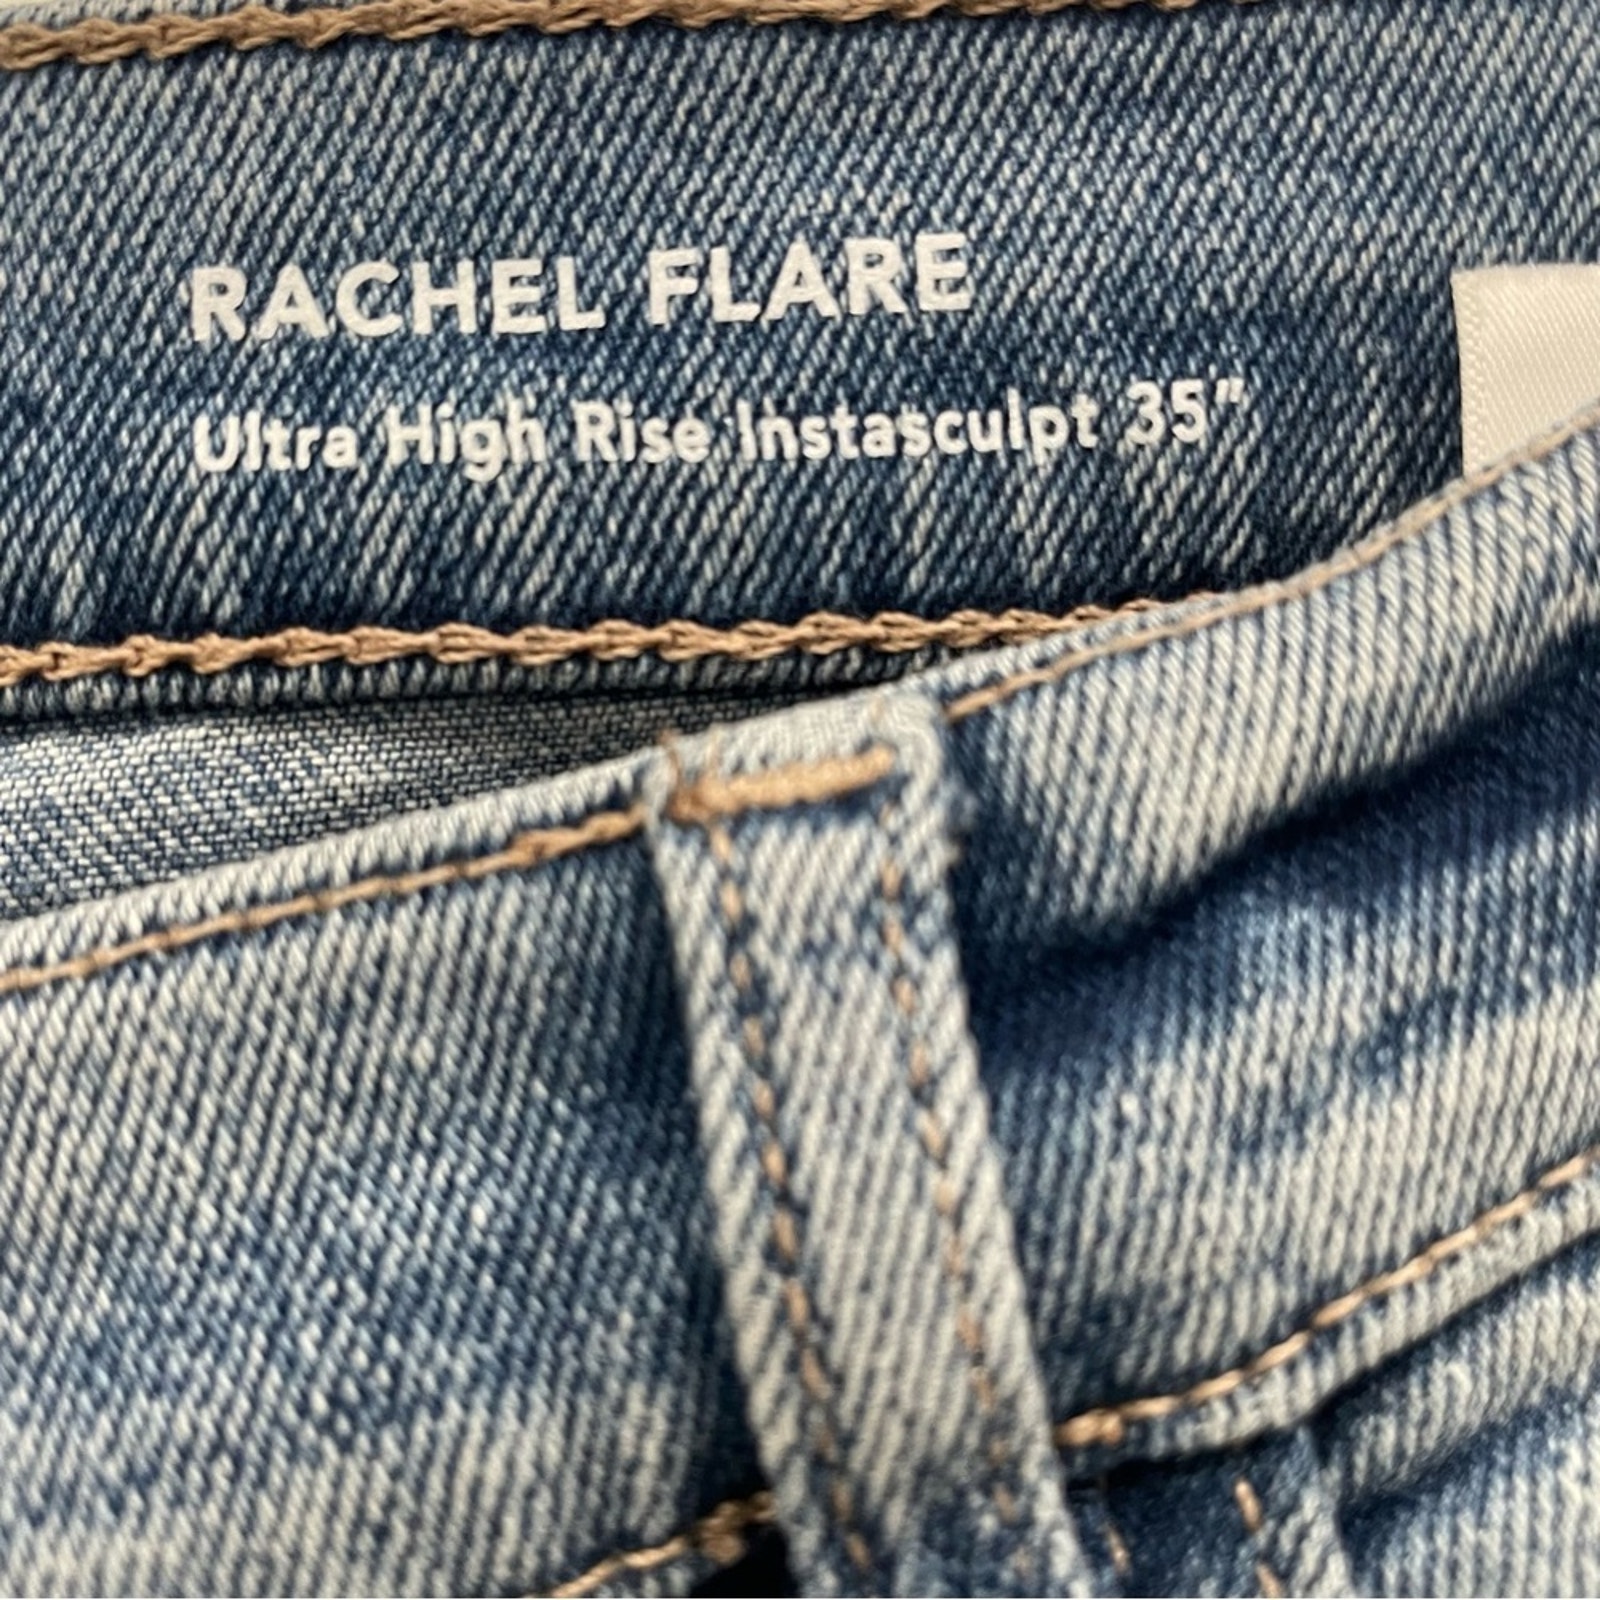 RACHEL FLARE
Ultra High Rise Instasculpt 35"